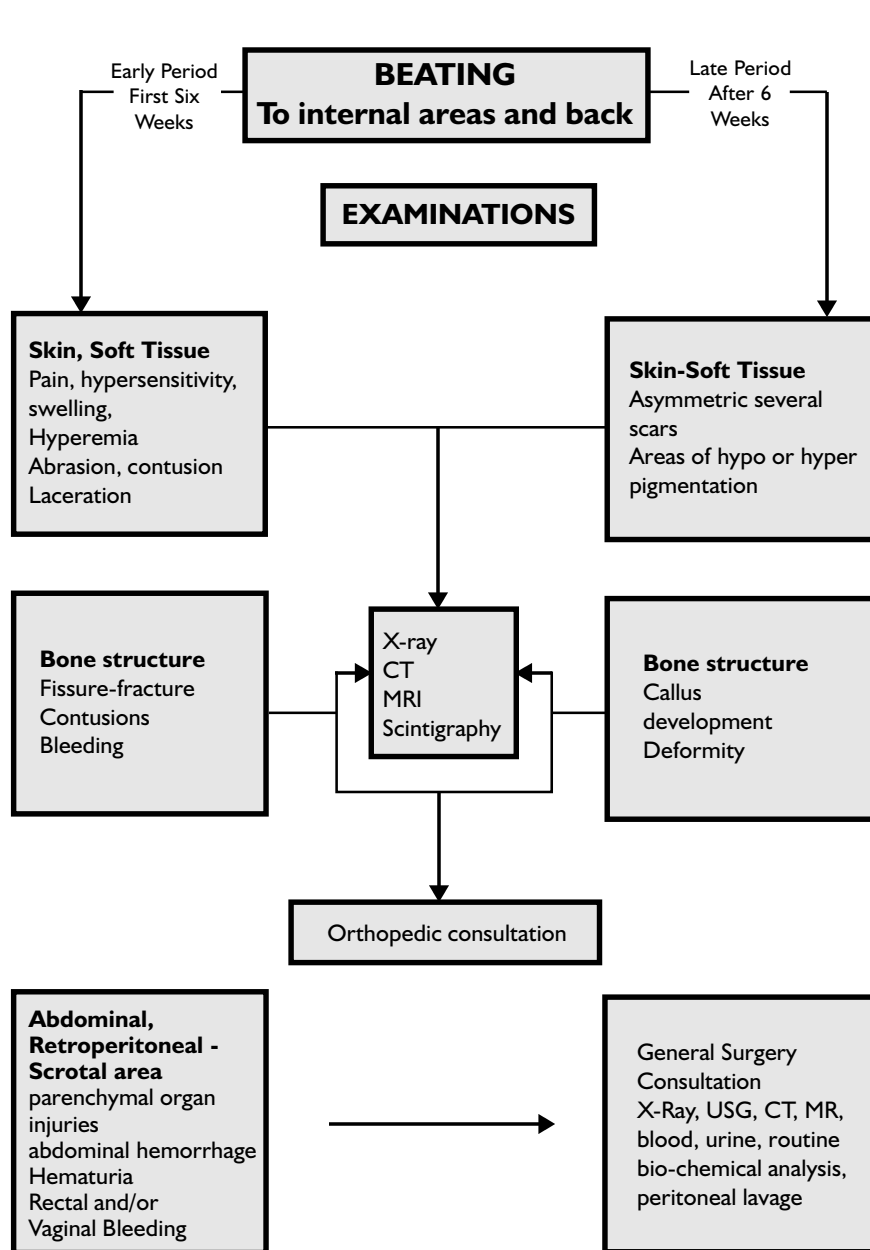 Early Period
First Six
Weeks
BEATING
To internal areas and back
Late Period
After 6
Weeks
EXAMINATIONS
Skin, Soft Tissue
Pain, hypersensitivity,
swelling,
Hyperemia
Abrasion, contusion
Laceration
Skin-Soft Tissue
Asymmetric several
scars
Areas of hypo or hyper
pigmentation
Bone structure
Fissure-fracture
Contusions
Bleeding
X-ray
CT
MRI
Scintigraphy
Bone structure
Callus
development
Deformity
Orthopedic consultation
Abdominal,
Retroperitoneal -
Scrotal area
parenchymal organ
injuries
abdominal hemorrhage
Hematuria
Rectal and/or
Vaginal Bleeding
General Surgery
Consultation
X-Ray, USG, CT, MR,
blood, urine, routine
bio-chemical analysis,
peritoneal lavage